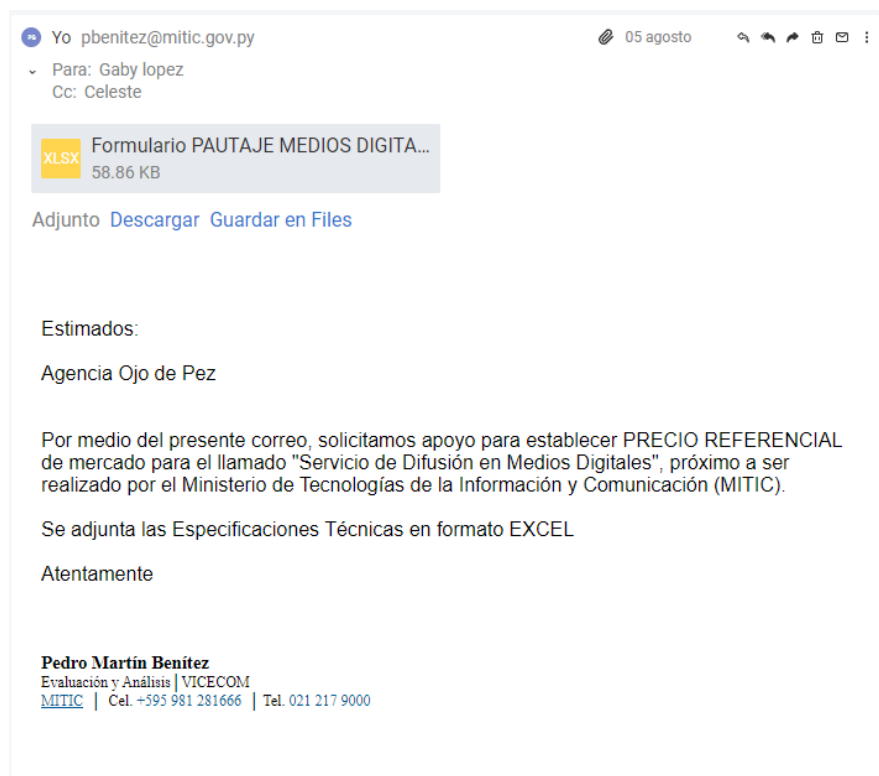 PG Yo pbenitez@mitic.gov.py 05 agosto
Para: Gaby lopez
Cc: Celeste
XLSX Formulario PAUTAJE MEDIOS DIGITA...
58.86 KB
Adjunto Descargar Guardar en Files
Estimados:
Agencia Ojo de Pez
Por medio del presente correo, solicitamos apoyo para establecer PRECIO REFERENCIAL
de mercado para el llamado "Servicio de Difusión en Medios Digitales", próximo a ser
realizado por el Ministerio de Tecnologías de la Información y Comunicación (MITIC).
Se adjunta las Especificaciones Técnicas en formato EXCEL
Atentamente
Pedro Martín Benítez
Evaluación y Análisis | VICECOM
MITIC | Cel. +595 981 281666 | Tel. 021 217 9000